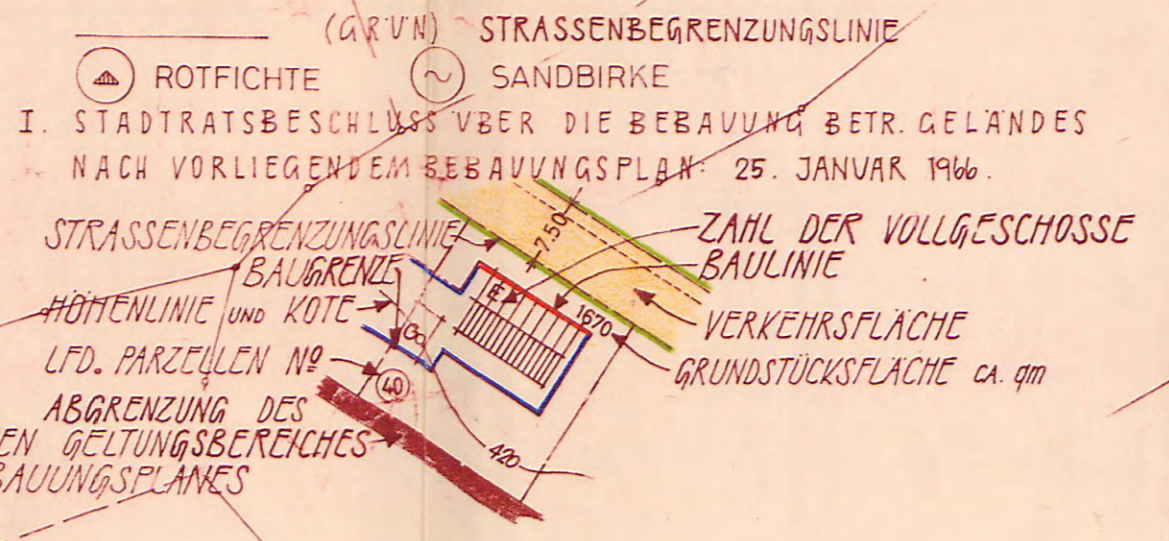 (GRÜN) STRASSENBEGRENZUNGSLINIE
ROTFICHTE SANDBIRKE
I. STADTRATSBESCHLUSS ÜBER DIE BEBAUUNG BETR. GELÄNDES
NACH VORLIEGENDEM BEBAUUNGSPLAN: 25. JANUAR 1966.
STRASSENBEGRENZUNGSLINIE
7.50
ZAHL DER VOLLGESCHOSSE
BAUGRENZE
BAULINIE
E
HÖHENLINIE UND KOTE
1670
VERKEHRSFLÄCHE
Ga
LFD. PARZELLEN Nº
40
GRUNDSTÜCKSFLÄCHE CA. qm
ABGRENZUNG DES
EN GELTUNGSBEREICHES
420
BAUUNGSPLANES